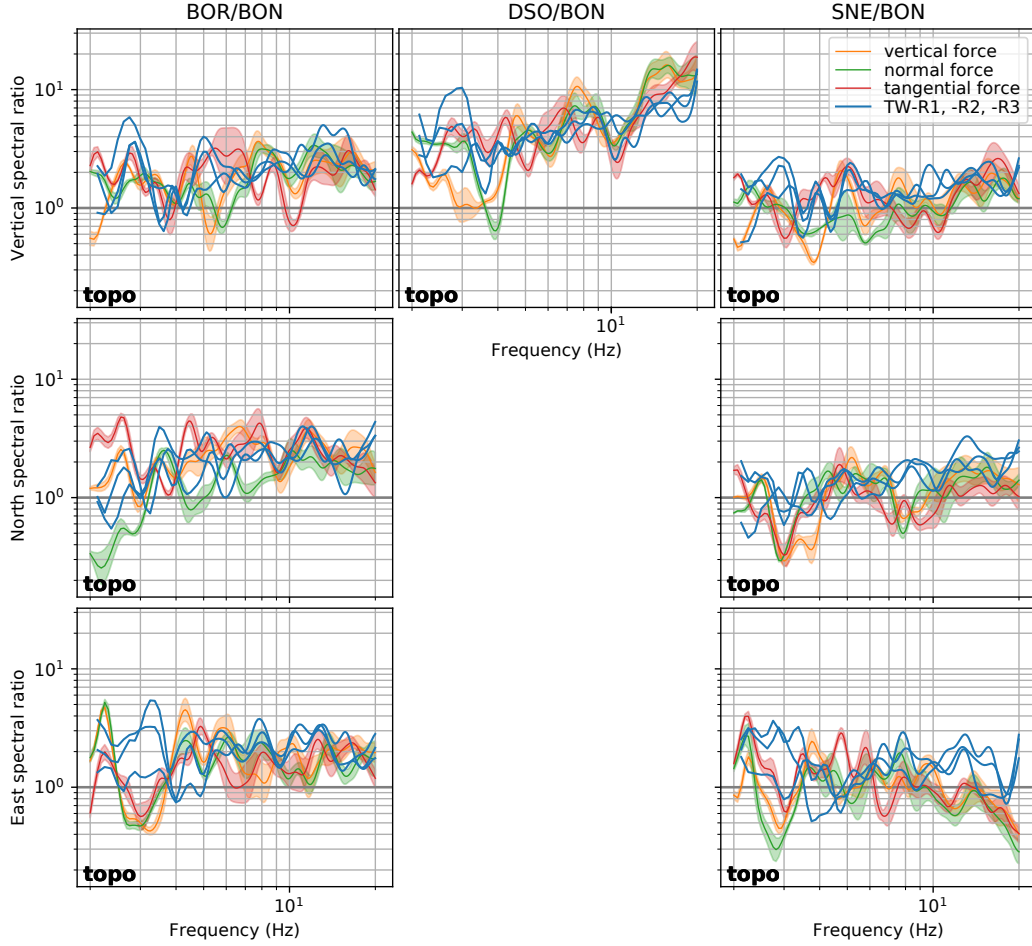 BOR/BON
DSO/BON
SNE/BON
Vertical spectral ratio
10¹
10⁰
topo
topo
10¹
Frequency (Hz)
vertical force
normal force
tangential force
TW-R1, -R2, -R3
topo
North spectral ratio
10¹
10⁰
topo
topo
East spectral ratio
10¹
10⁰
topo
10¹
Frequency (Hz)
topo
10¹
Frequency (Hz)